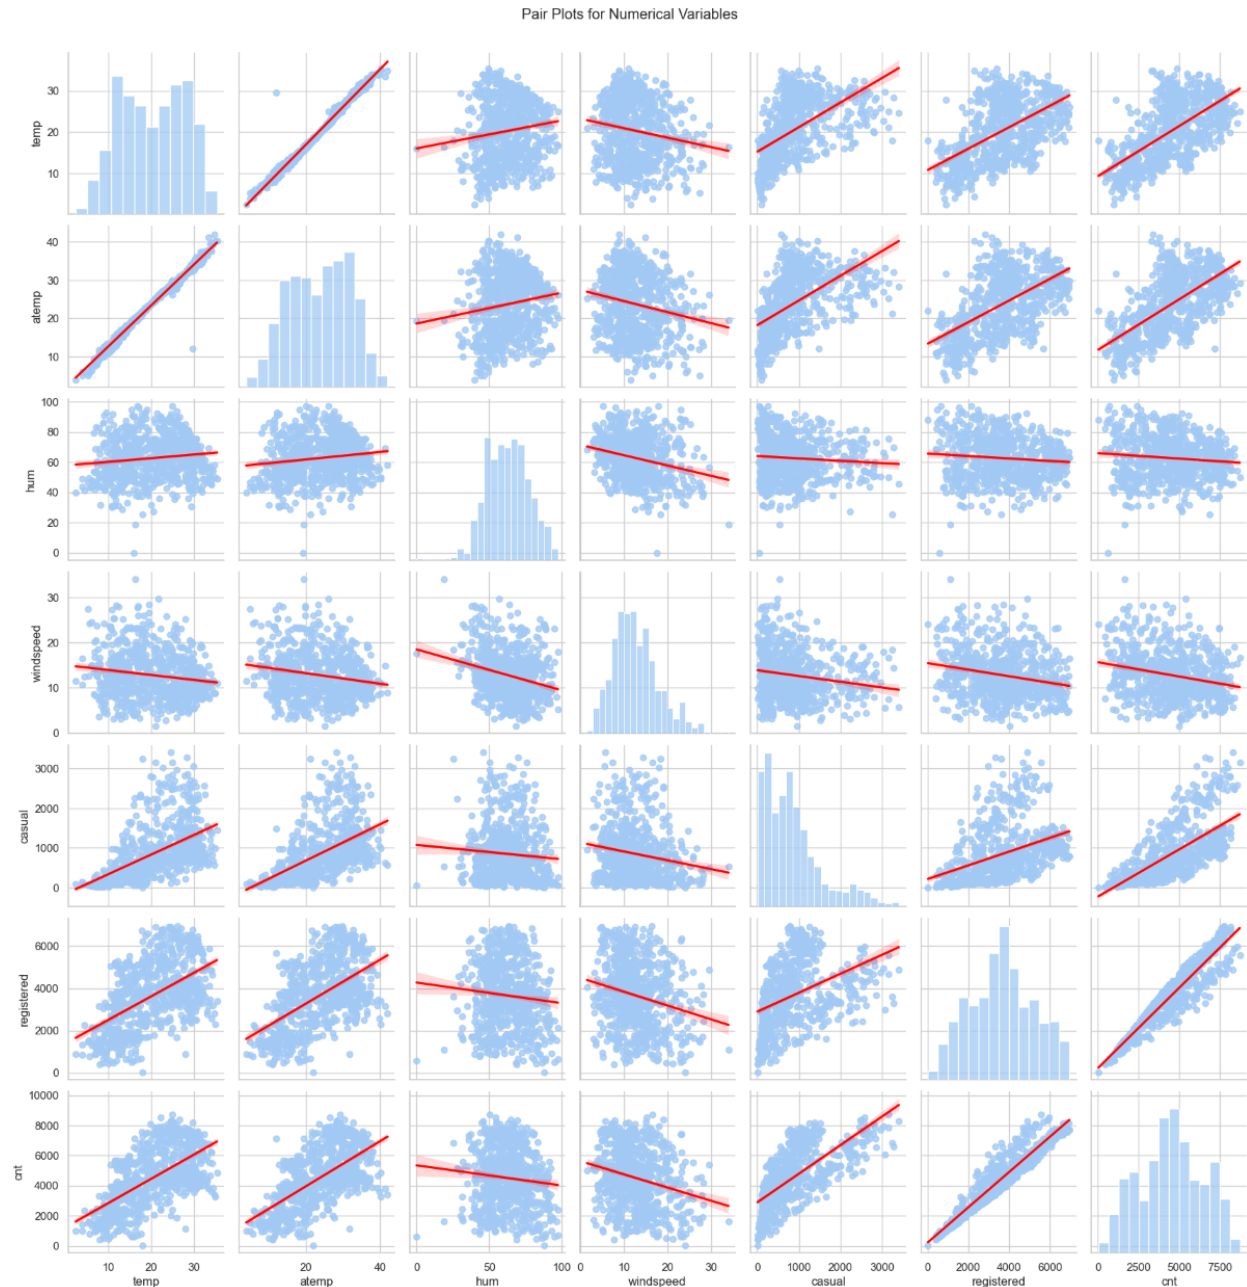 Pair Plots for Numerical Variables
30
20
10
temp
40
30
20
10
atemp
100
80
60
40
20
0
hum
30
20
10
0
windspeed
3000
2000
1000
0
casual
6000
4000
2000
0
registered
10000
8000
6000
4000
2000
0
cnt
10 20 30
0 20 40
0 50 100
0 10 20 30
0 1000 2000 3000
0 2000 4000 6000
0 2500 5000 7500
temp atemp hum windspeed casual registered cnt